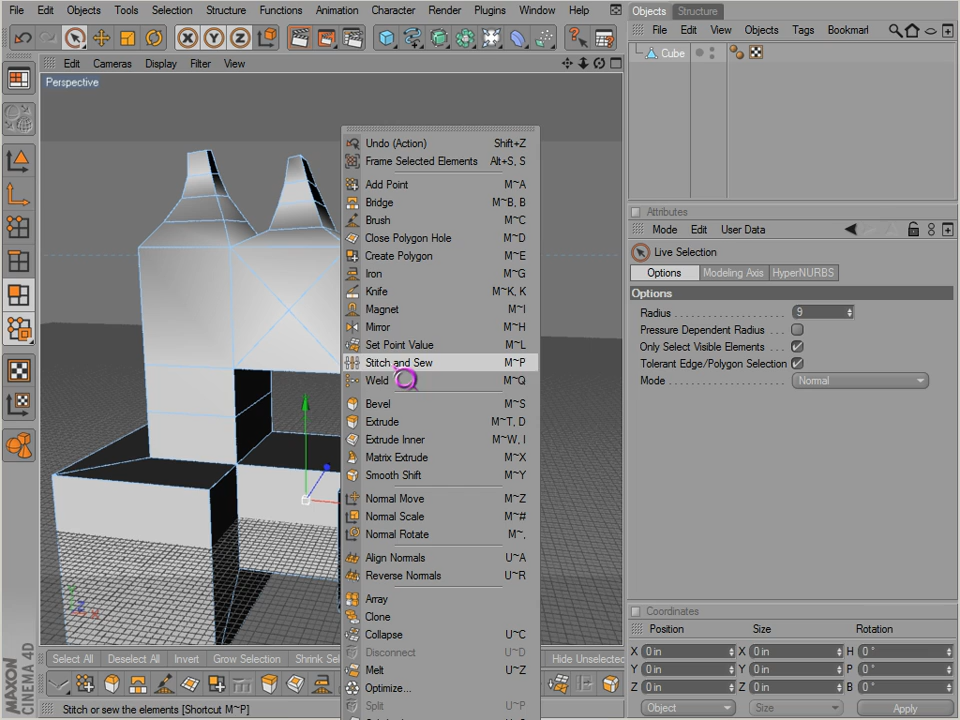 File Edit Objects Tools Selection Structure Functions Animation Character Render Plugins Window Help
Objects Structure
File Edit View Objects Tags Bookmar
Edit Cameras Display Filter View
Perspective
Cube
Undo (Action) Shift+Z
Frame Selected Elements Alt+S, S
Add Point M~A
Bridge M~B, B
Brush M~C
Close Polygon Hole M~D
Create Polygon M~E
Iron M~G
Knife M~K, K
Magnet M~I
Mirror M~H
Set Point Value M~L
Stitch and Sew M~P
Weld M~Q
Bevel M~S
Extrude M~T, D
Extrude Inner M~W, I
Matrix Extrude M~X
Smooth Shift M~Y
Normal Move M~Z
Normal Scale M~#
Normal Rotate M~,
Align Normals U~A
Reverse Normals U~R
Array
Clone
Collapse U~C
Disconnect U~D
Melt U~Z
Optimize...
Split U~P
Attributes
Mode Edit User Data
Live Selection
Options Modeling Axis HyperNURBS
Options
Radius 9
Pressure Dependent Radius
Only Select Visible Elements
Tolerant Edge/Polygon Selection
Mode Normal
Coordinates
Position Size Rotation
X 0 in X 0 in H 0 °
Y 0 in Y 0 in P 0 °
Z 0 in Z 0 in B 0 °
Object Size Apply
Select All Deselect All Invert Grow Selection Shrink Se Hide Unselected
Stitch or sew the elements [Shortcut M~P]
MAXON
CINEMA 4D
X Y Z